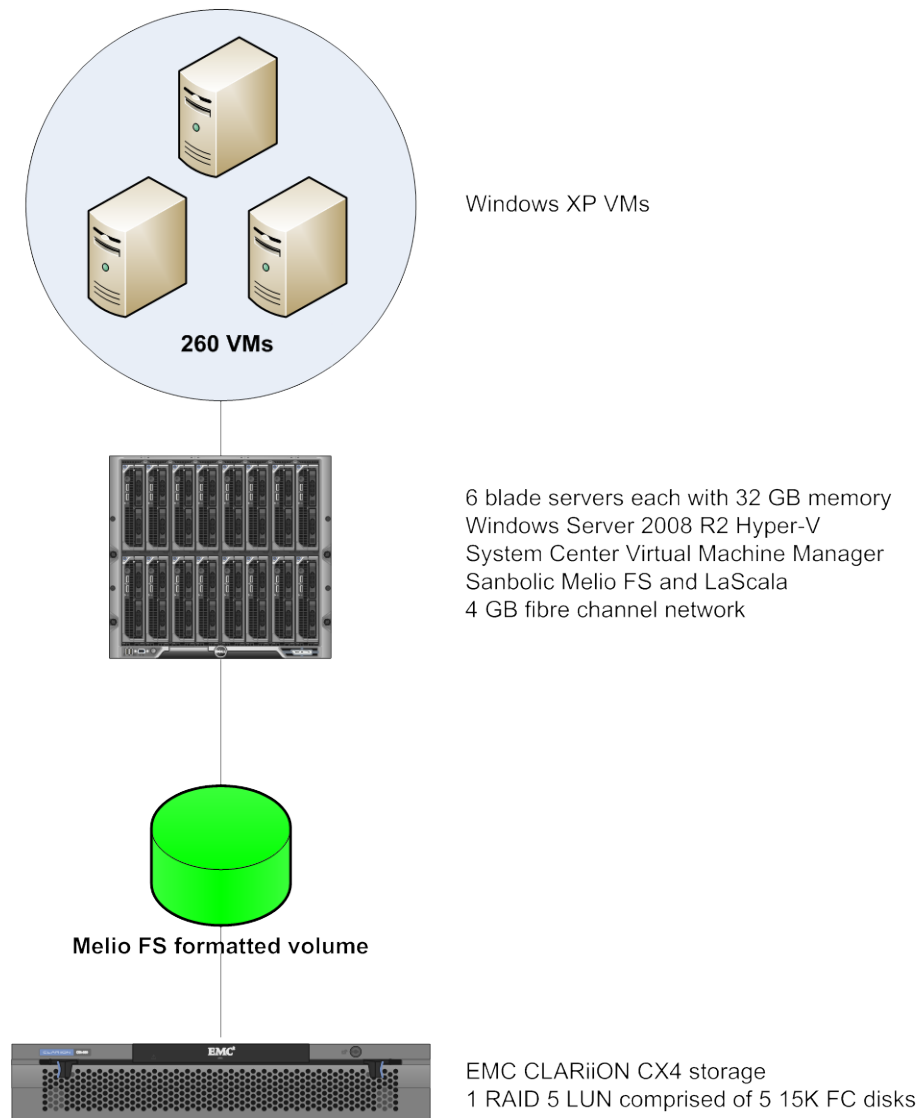 Windows XP VMs
260 VMs
6 blade servers each with 32 GB memory
Windows Server 2008 R2 Hyper-V
System Center Virtual Machine Manager
Sanbolic Melio FS and LaScala
4 GB fibre channel network
Melio FS formatted volume
EMC²
EMC CLARiiON CX4 storage
1 RAID 5 LUN comprised of 5 15K FC disks